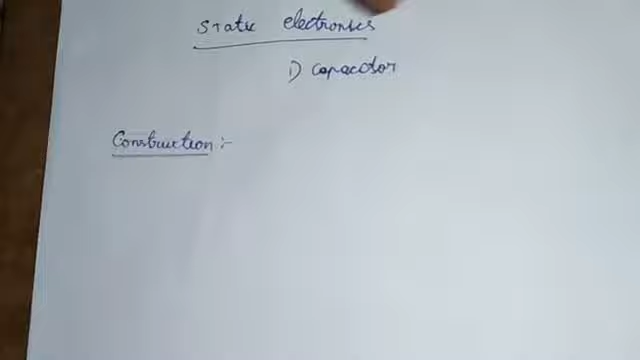 Static electronics
1) capacitor
Construction :-